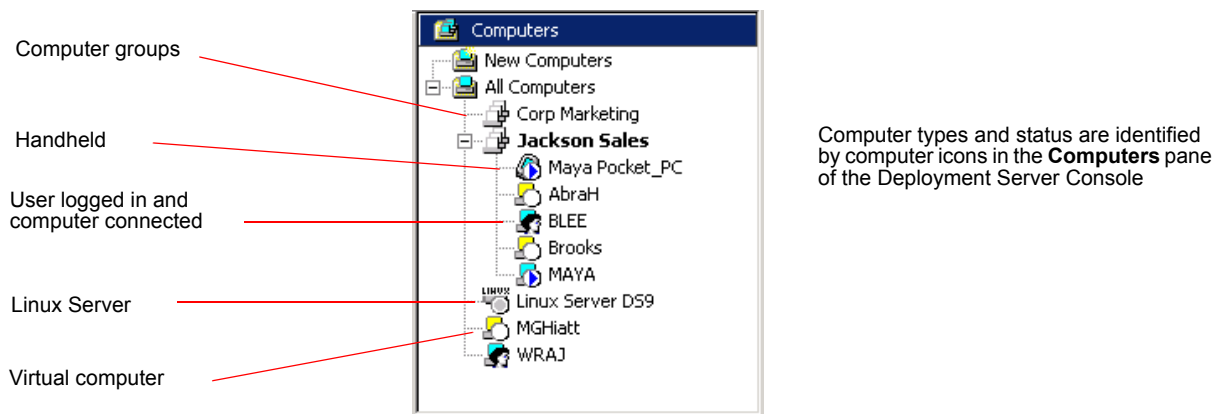 Computer groups
Handheld
User logged in and
computer connected
Linux Server
Virtual computer
Computers
New Computers
All Computers
Corp Marketing
Jackson Sales
Maya Pocket_PC
AbraH
BLEE
Brooks
MAYA
LINUX
Linux Server DS9
MGHiatt
WRAJ
Computer types and status are identified
by computer icons in the Computers pane
of the Deployment Server Console